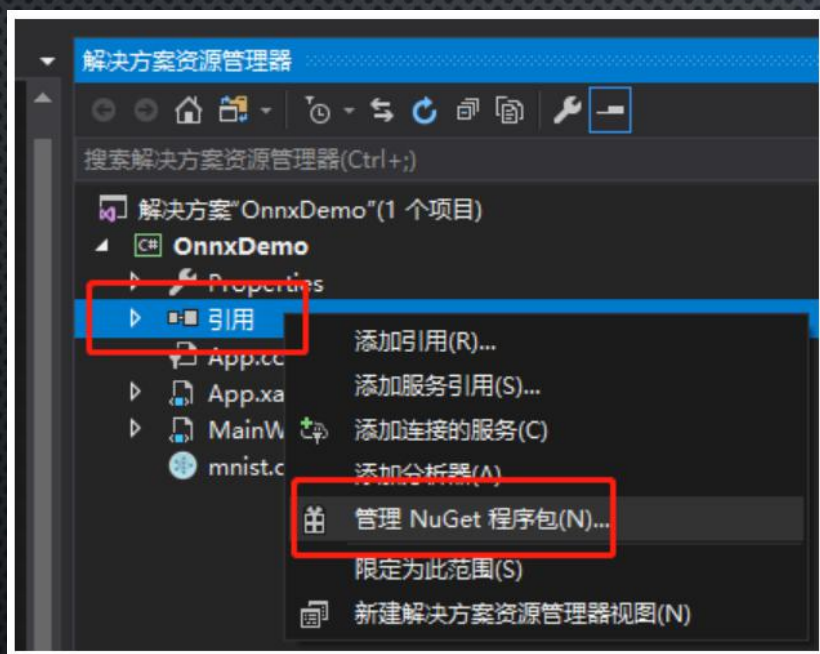 解决方案资源管理器
搜索解决方案资源管理器(Ctrl+;)
解决方案"OnnxDemo"(1 个项目)
C# OnnxDemo
Properties
引用
添加引用(R)...
App.cc
添加服务引用(S)...
App.xa
MainW
添加连接的服务(C)
mnist.c
添加分析器(A)
管理 NuGet 程序包(N)...
限定为此范围(S)
新建解决方案资源管理器视图(N)